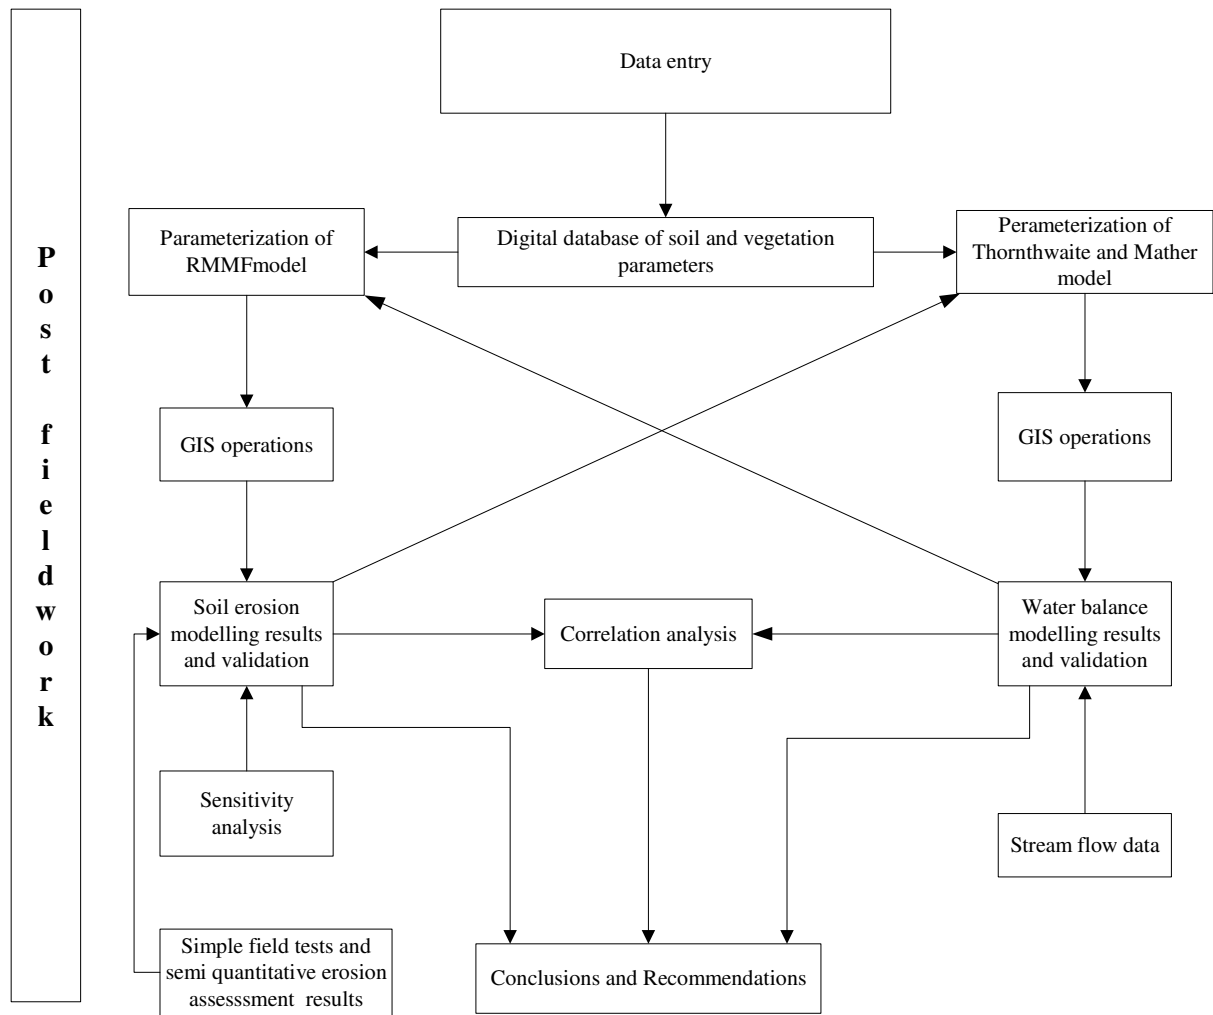 Post fieldwork
Data entry
Parameterization of
RMMFmodel
Digital database of soil and vegetation
parameters
Perameterization of
Thornthwaite and Mather
model
GIS operations
GIS operations
Soil erosion
modelling results
and validation
Correlation analysis
Water balance
modelling results
and validation
Sensitivity
analysis
Stream flow data
Simple field tests and
semi quantitative erosion
assesssment results
Conclusions and Recommendations